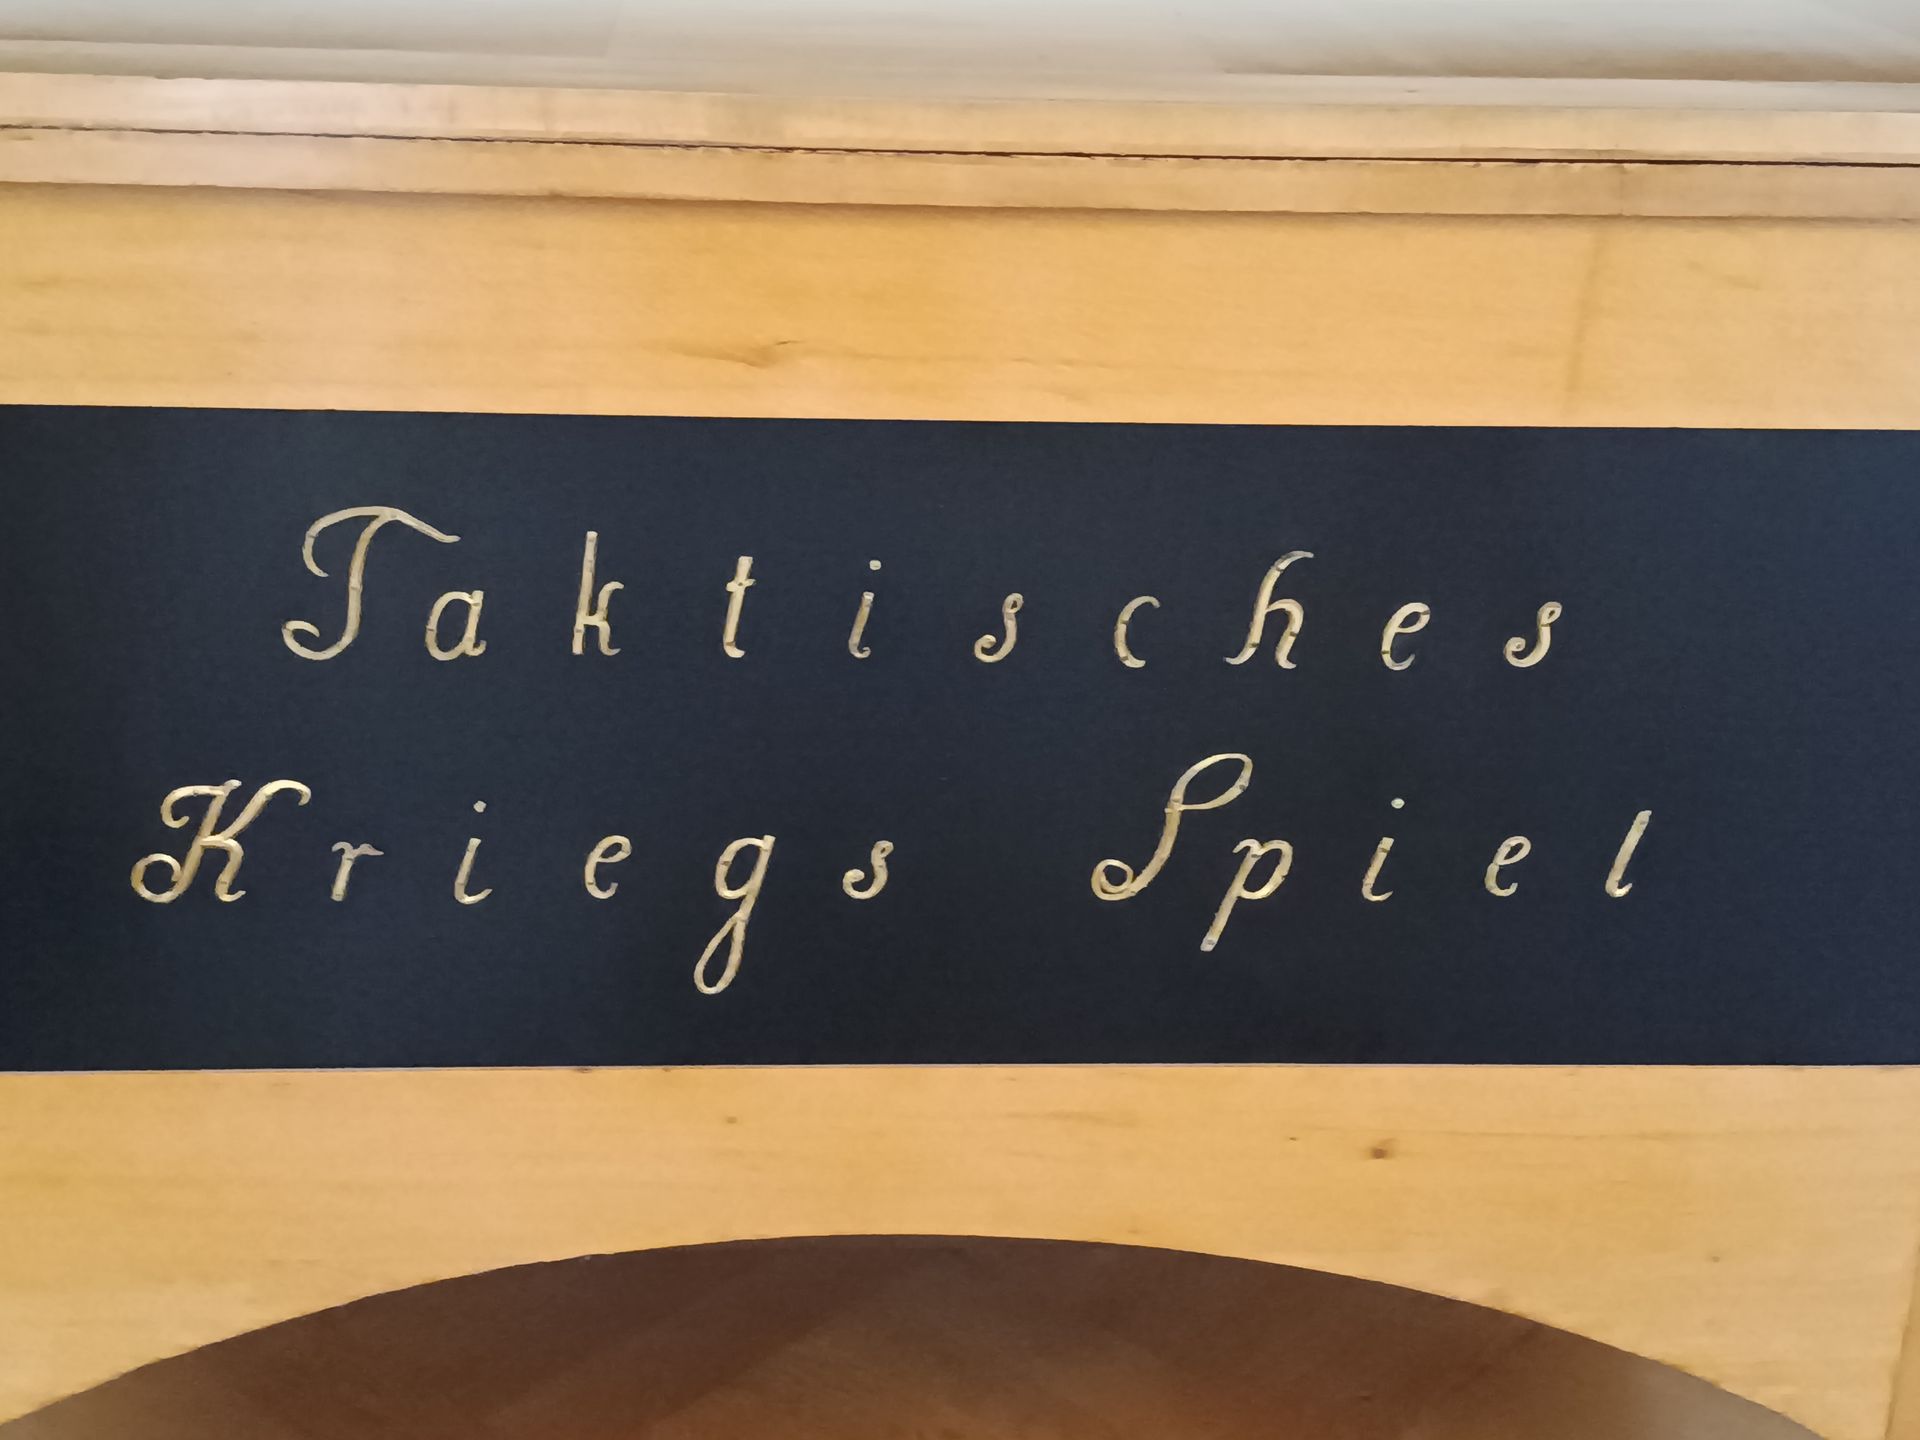 Taktisches
Kriegs Spiel